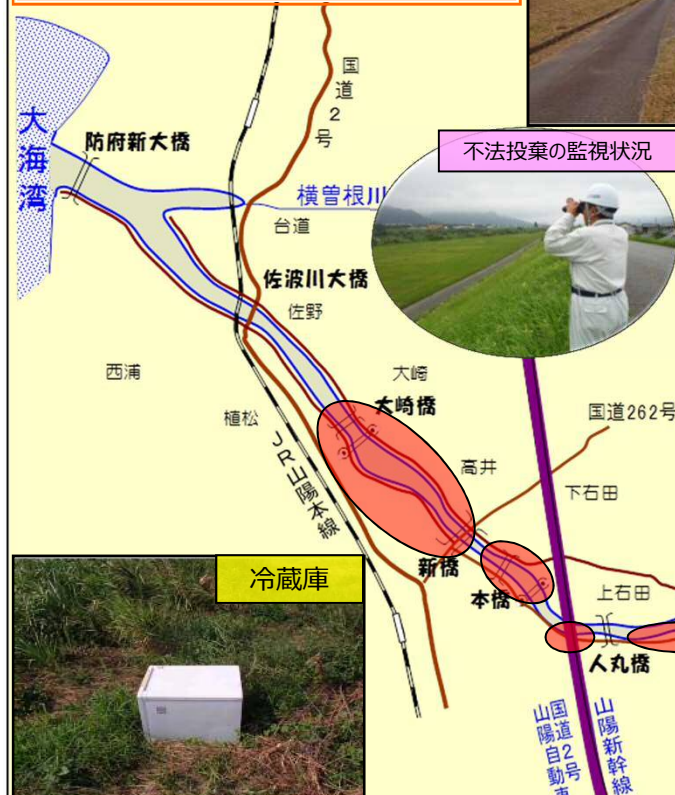 国道2号
大海湾
防府新大橋
不法投棄の監視状況
横曽根川
台道
佐波川大橋
佐野
西浦
大崎
植松
大崎橋
国道262号
JR山陽本線
高井
下右田
新橋
冷蔵庫
本橋
上右田
人丸橋
山陽新幹線
国道2号
山陽自動車